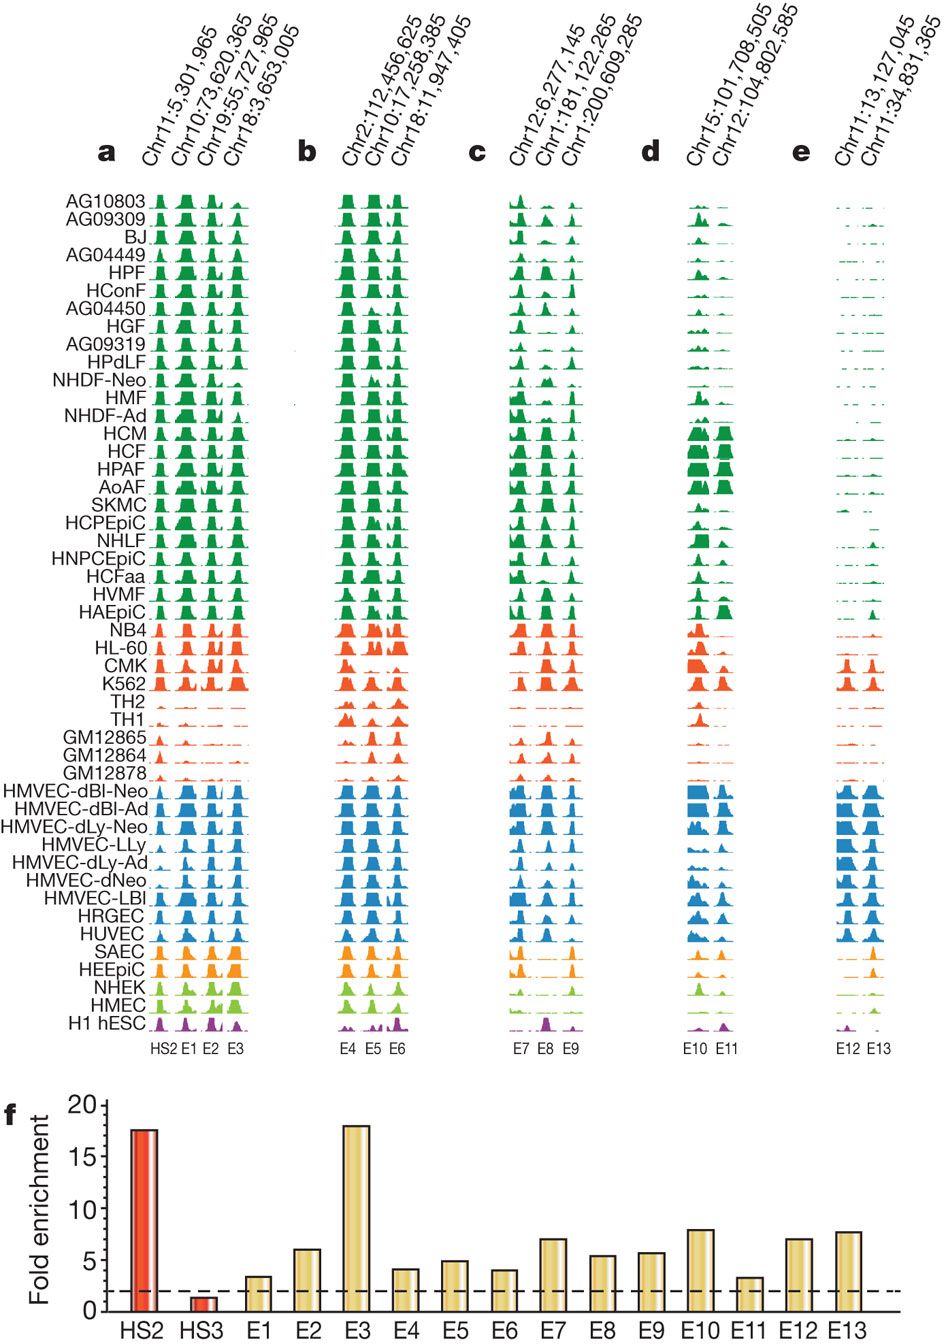 a Chr11:5,301,965 Chr10:73,620,365 Chr19:55,727,965 Chr18:3,653,005
b Chr2:112,456,625 Chr10:17,258,385 Chr18:11,947,405
c Chr12:6,277,145 Chr1:181,122,265 Chr1:200,609,285
d Chr15:101,708,505 Chr12:104,802,585
e Chr11:13,127,045 Chr11:34,831,365
AG10803
AG09309
BJ
AG04449
HPF
HConF
AG04450
HGF
AG09319
HPdLF
NHDF-Neo
HMF
NHDF-Ad
HCM
HCF
HPAF
AoAF
SKMC
HCPEpiC
NHLF
HNPCEpiC
HCFaa
HVMF
HAEpiC
NB4
HL-60
CMK
K562
TH2
TH1
GM12865
GM12864
GM12878
HMVEC-dBl-Neo
HMVEC-dBl-Ad
HMVEC-dLy-Neo
HMVEC-LLy
HMVEC-dLy-Ad
HMVEC-dNeo
HMVEC-LBl
HRGEC
HUVEC
SAEC
HEEpiC
NHEK
HMEC
H1 hESC
HS2 E1 E2 E3 E4 E5 E6 E7 E8 E9 E10 E11 E12 E13
f
Fold enrichment
20
15
10
5
0
HS2 HS3 E1 E2 E3 E4 E5 E6 E7 E8 E9 E10 E11 E12 E13